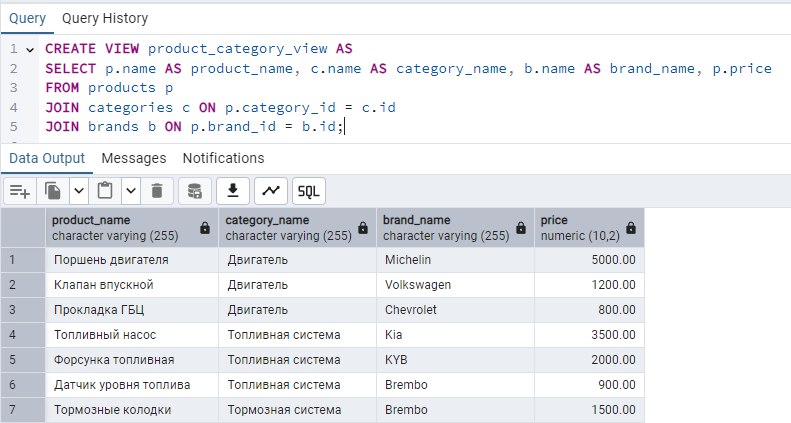 Query Query History
1 CREATE VIEW product_category_view AS
2 SELECT p.name AS product_name, c.name AS category_name, b.name AS brand_name, p.price
3 FROM products p
4 JOIN categories c ON p.category_id = c.id
5 JOIN brands b ON p.brand_id = b.id;
Data Output Messages Notifications
SQL
product_name category_name brand_name price
character varying (255) character varying (255) character varying (255) numeric (10,2)
1 Поршень двигателя Двигатель Michelin 5000.00
2 Клапан впускной Двигатель Volkswagen 1200.00
3 Прокладка ГБЦ Двигатель Chevrolet 800.00
4 Топливный насос Топливная система Kia 3500.00
5 Форсунка топливная Топливная система KYB 2000.00
6 Датчик уровня топлива Топливная система Brembo 900.00
7 Тормозные колодки Тормозная система Brembo 1500.00